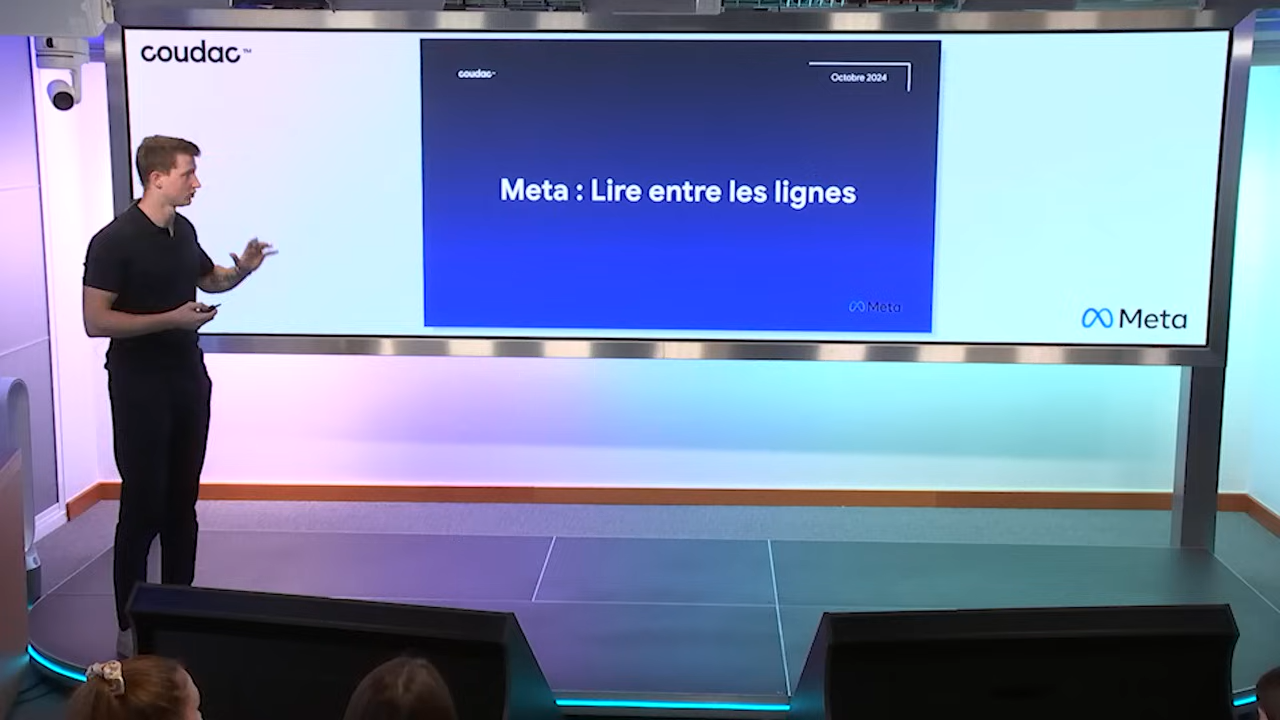 coudac™
coudac™
Octobre 2024
Meta : Lire entre les lignes
Meta
Meta